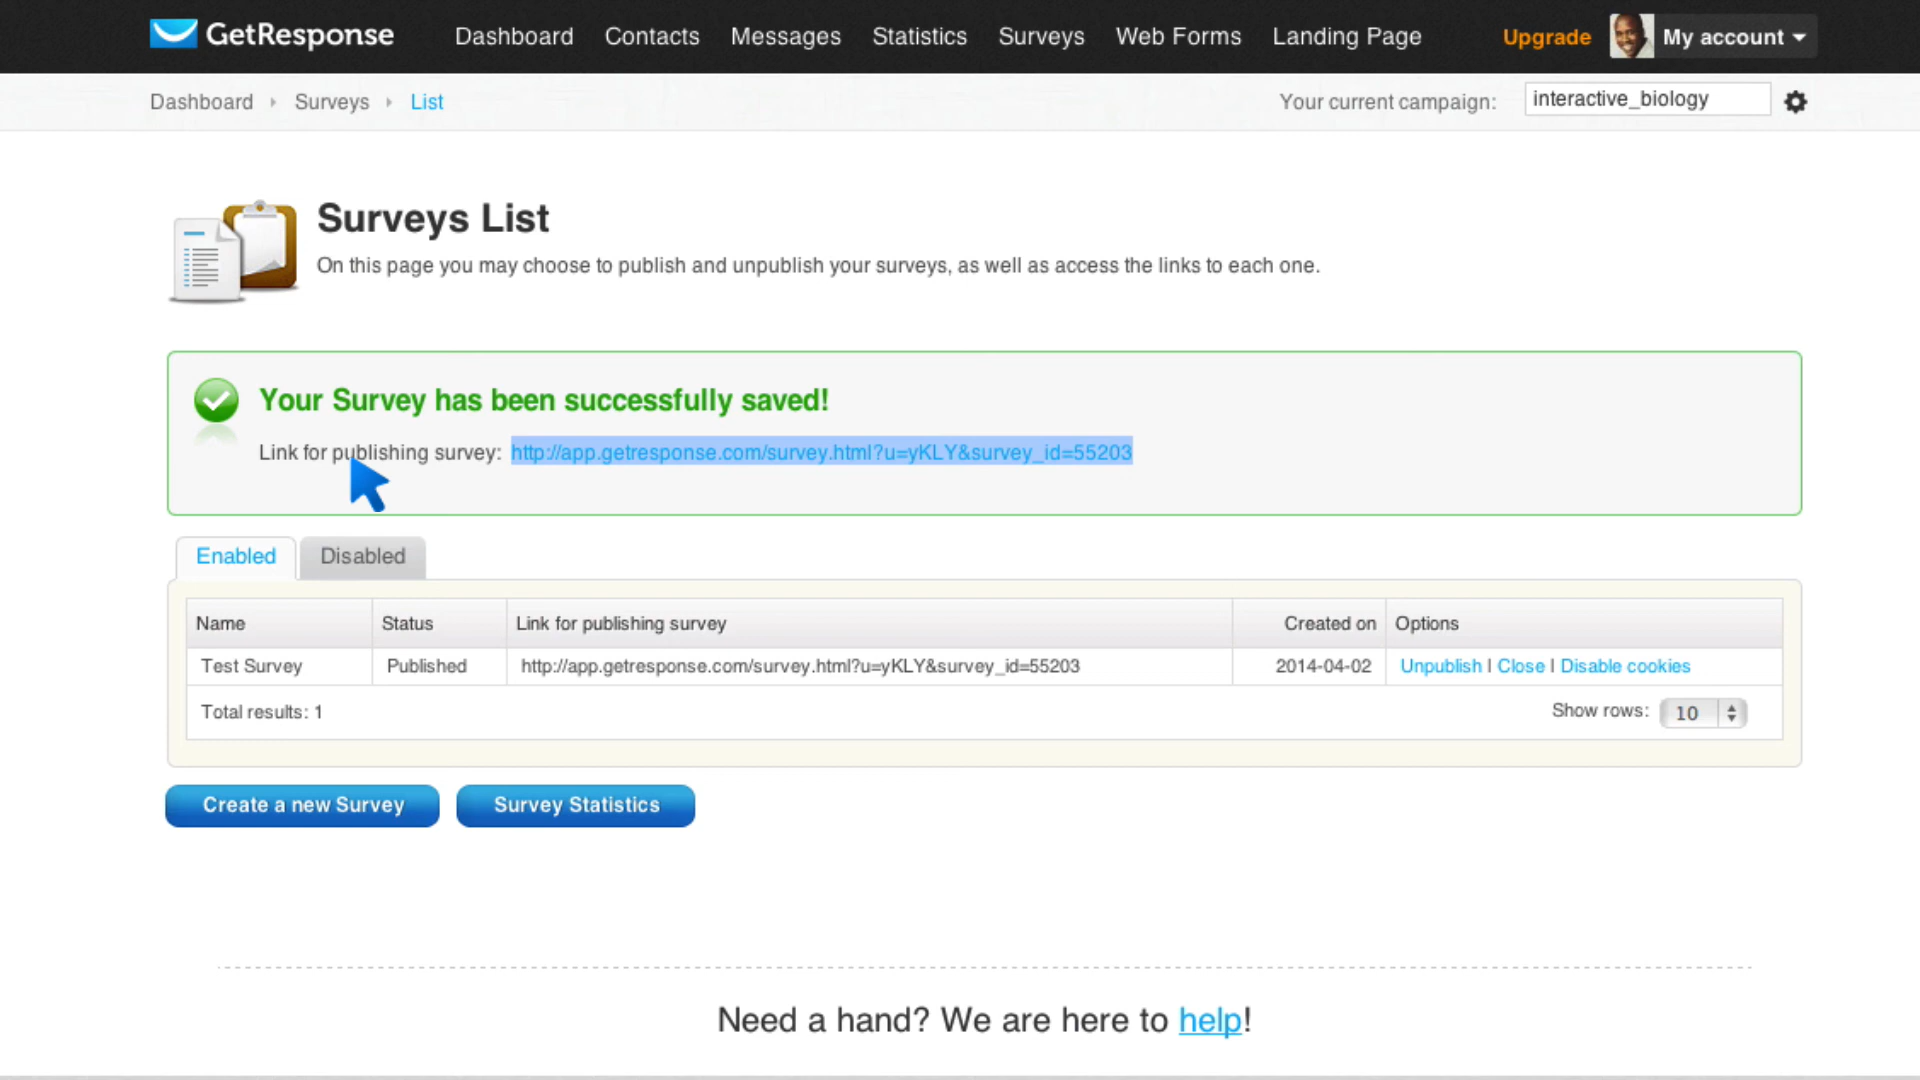 GetResponse Dashboard Contacts Messages Statistics Surveys Web Forms Landing Page Upgrade My account
Dashboard Surveys List Your current campaign: interactive_biology
Surveys List
On this page you may choose to publish and unpublish your surveys, as well as access the links to each one.
Your Survey has been successfully saved!
Link for publishing survey: http://app.getresponse.com/survey.html?u=yKLY&survey_id=55203
Enabled Disabled
Name Status Link for publishing survey Created on Options
Test Survey Published http://app.getresponse.com/survey.html?u=yKLY&survey_id=55203 2014-04-02 Unpublish | Close | Disable cookies
Total results: 1 Show rows: 10
Create a new Survey Survey Statistics
Need a hand? We are here to help!